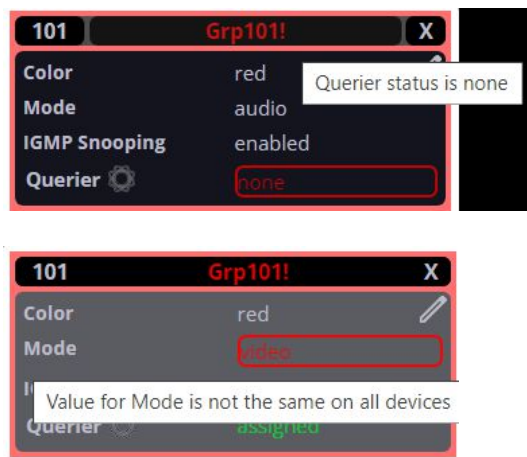 101 Grp101! X
Color red
Querier status is none
Mode audio
IGMP Snooping enabled
Querier none
101 Grp101! X
Color red
Mode video
Value for Mode is not the same on all devices
Querier assigned